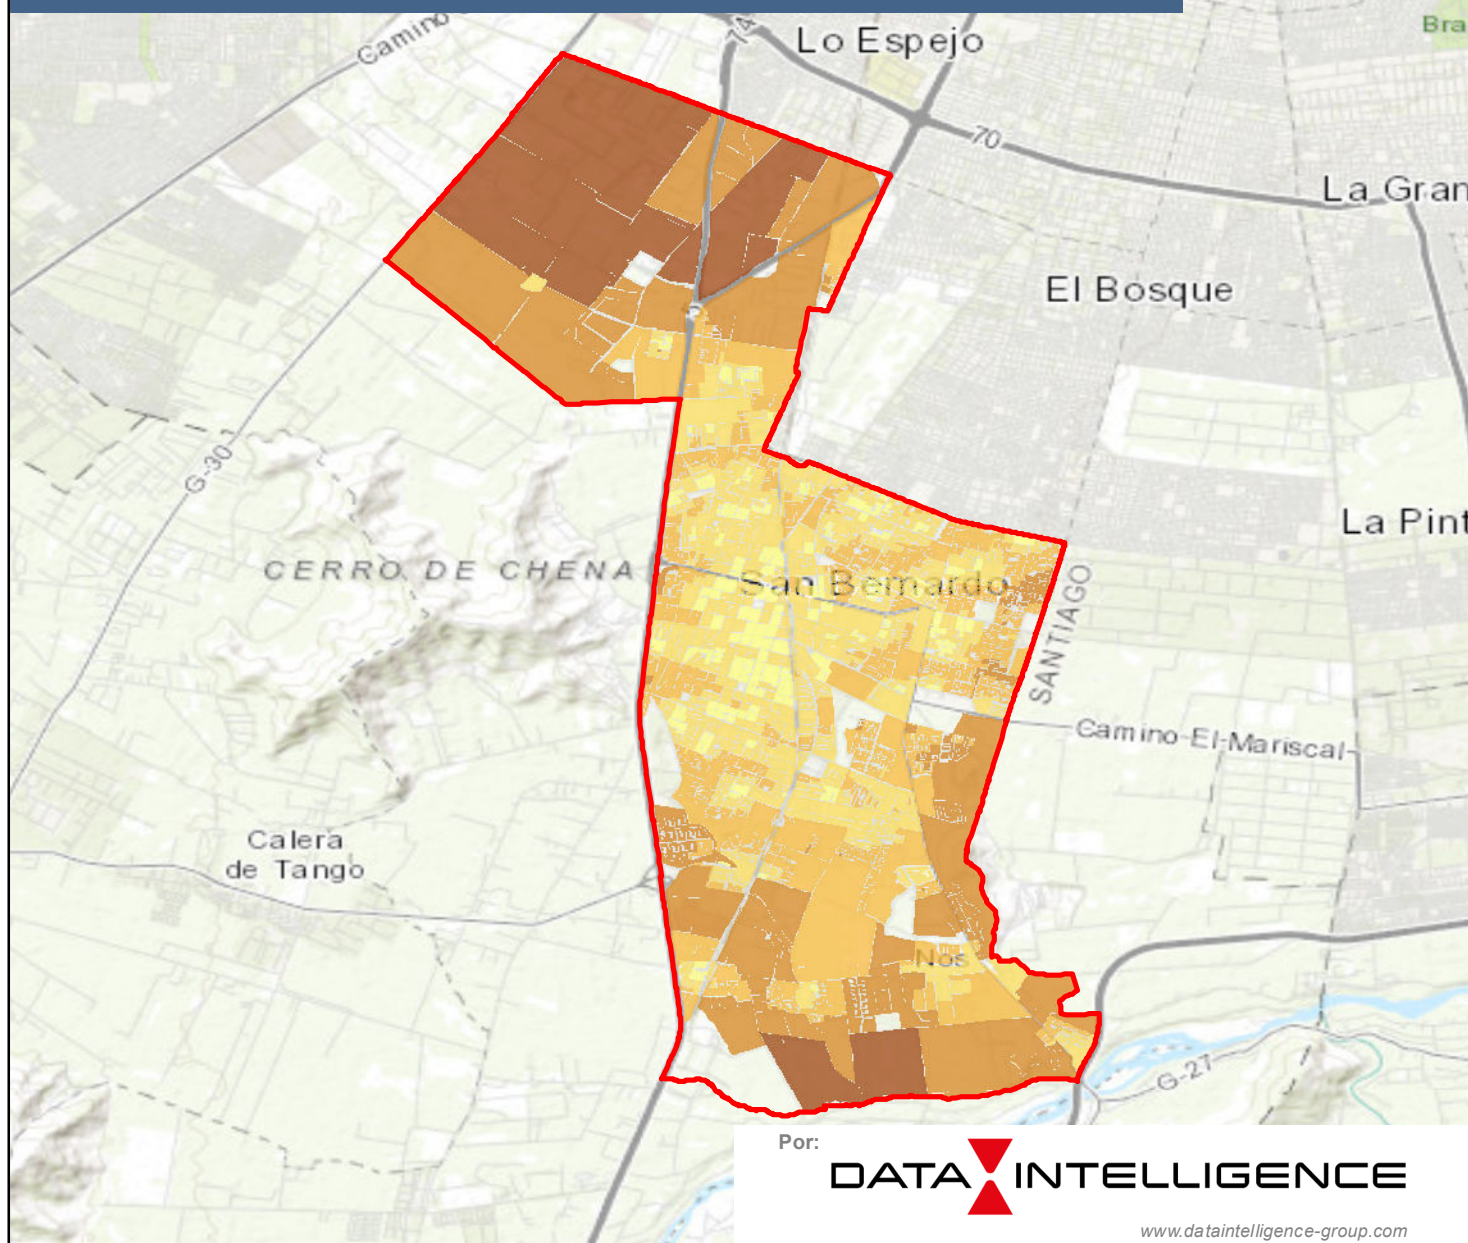 Camino
74
Lo Espejo
Bra
70
La Gran
El Bosque
G-30
La Pint
CERRO DE CHENA
San Bernardo
SANTIAGO
Camino El Mariscal
Calera
de Tango
Nos
G-27
Por:
DATA INTELLIGENCE
www.dataintelligence-group.com